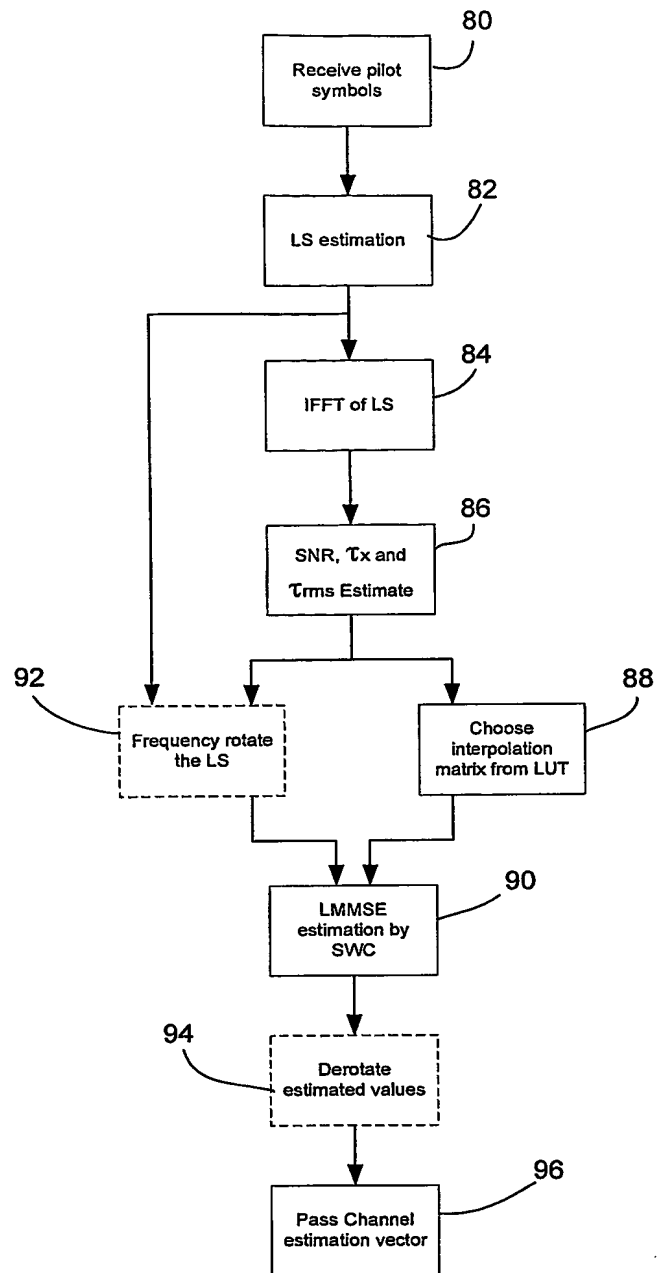 80
Receive pilot
symbols
82
LS estimation
84
IFFT of LS
86
SNR, τx and
τrms Estimate
92
Frequency rotate
the LS
88
Choose
interpolation
matrix from LUT
90
LMMSE
estimation by
SWC
94
Derotate
estimated values
96
Pass Channel
estimation vector